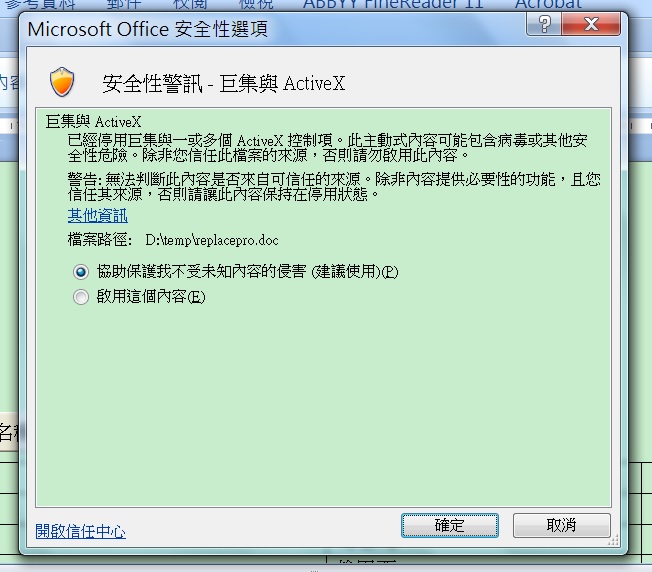 參考資料 郵件 校閱 檢視 ABBYY FineReader 11 Acrobat
Microsoft Office 安全性選項
安全性警訊 - 巨集與 ActiveX
巨集與 ActiveX
已經停用巨集與一或多個 ActiveX 控制項。此主動式內容可能包含病毒或其他安
全性危險。除非您信任此檔案的來源，否則請勿啟用此內容。
警告: 無法判斷此內容是否來自可信任的來源。除非內容提供必要性的功能，且您
信任其來源，否則請讓此內容保持在停用狀態。
其他資訊
檔案路徑: D:\temp\replacepro.doc
協助保護我不受未知內容的侵害 (建議使用)(P)
啟用這個內容(E)
開啟信任中心
確定
取消